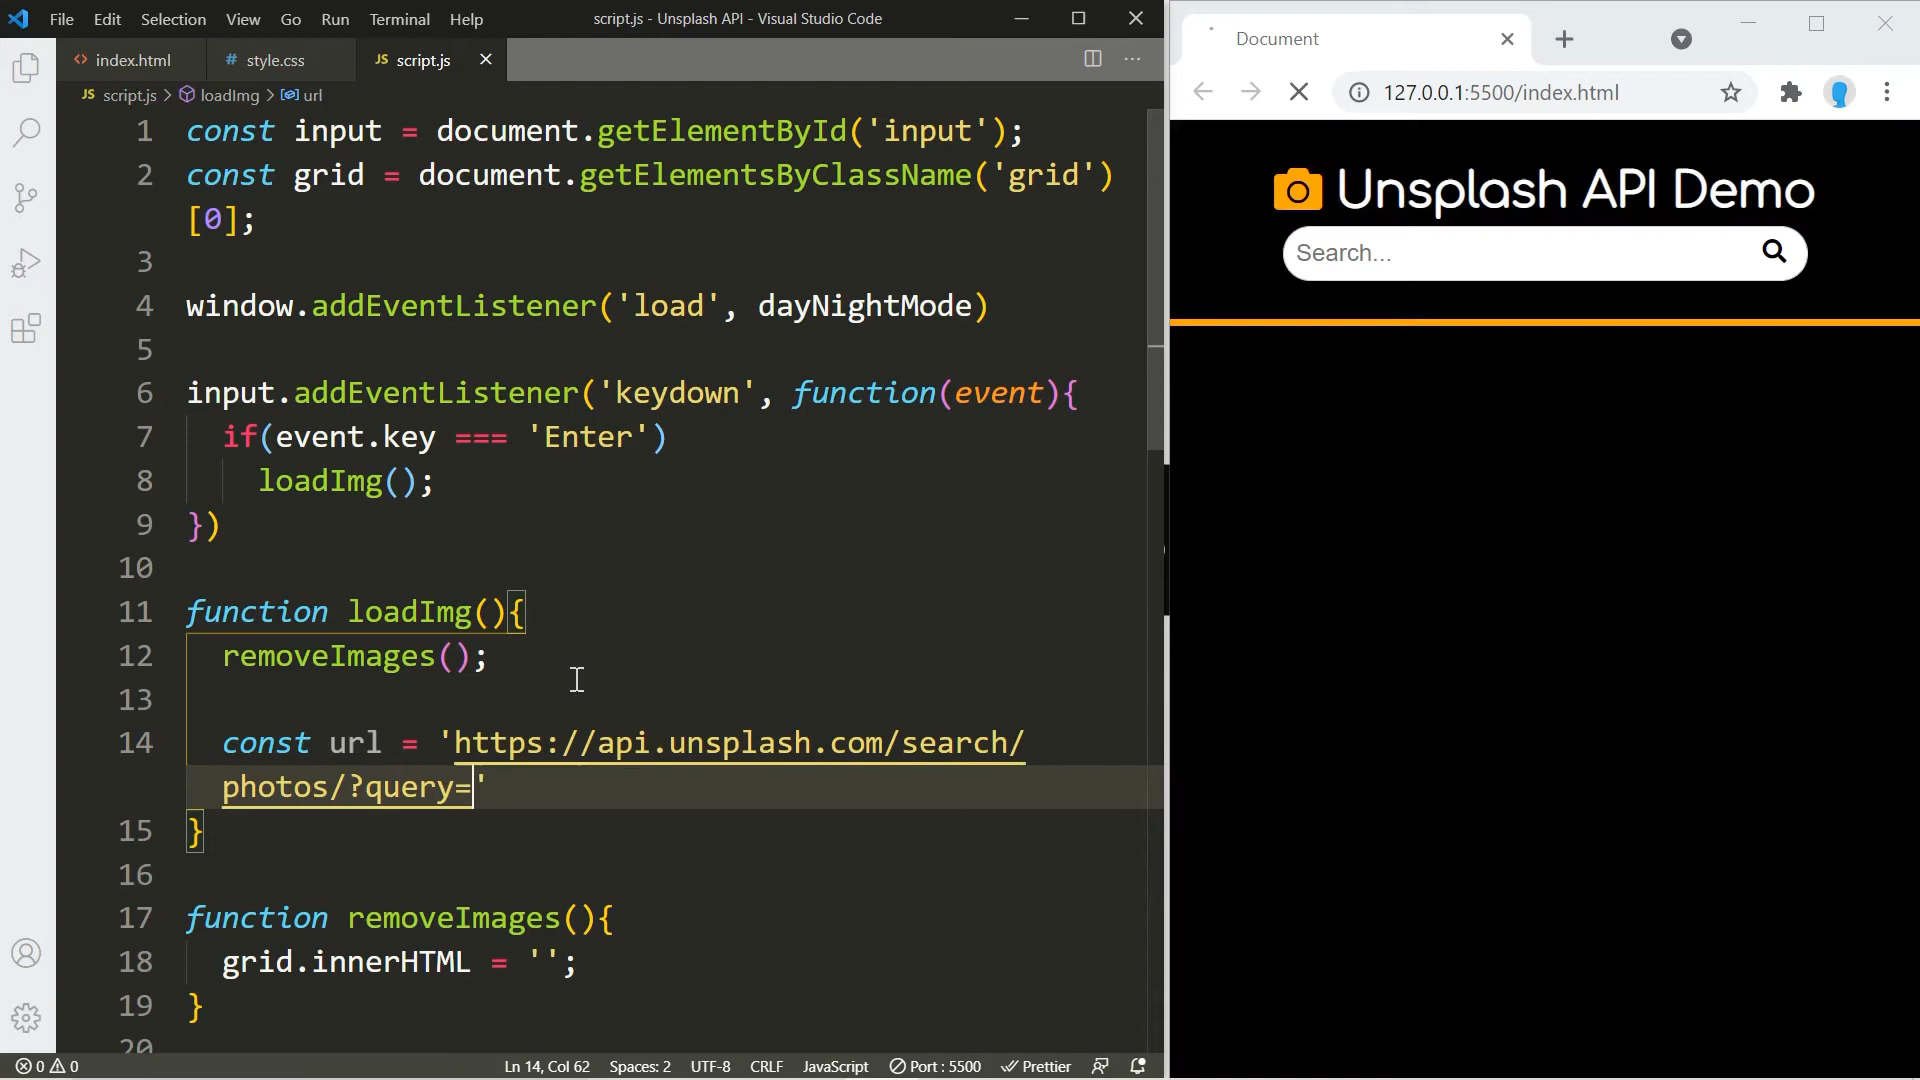 File Edit Selection View Go Run Terminal Help script.js - Unsplash API - Visual Studio Code
index.html style.css JS script.js
JS script.js > loadImg > url
1 const input = document.getElementById('input');
2 const grid = document.getElementsByClassName('grid')
[0];
3
4 window.addEventListener('load', dayNightMode)
5
6 input.addEventListener('keydown', function(event){
7 if(event.key === 'Enter')
8 loadImg();
9 })
10
11 function loadImg(){
12 removeImages();
13
14 const url = 'https://api.unsplash.com/search/
photos/?query='
15 }
16
17 function removeImages(){
18 grid.innerHTML = '';
19 }
20
0 0 Ln 14, Col 62 Spaces: 2 UTF-8 CRLF JavaScript Port : 5500 Prettier
Document
127.0.0.1:5500/index.html
Unsplash API Demo
Search...